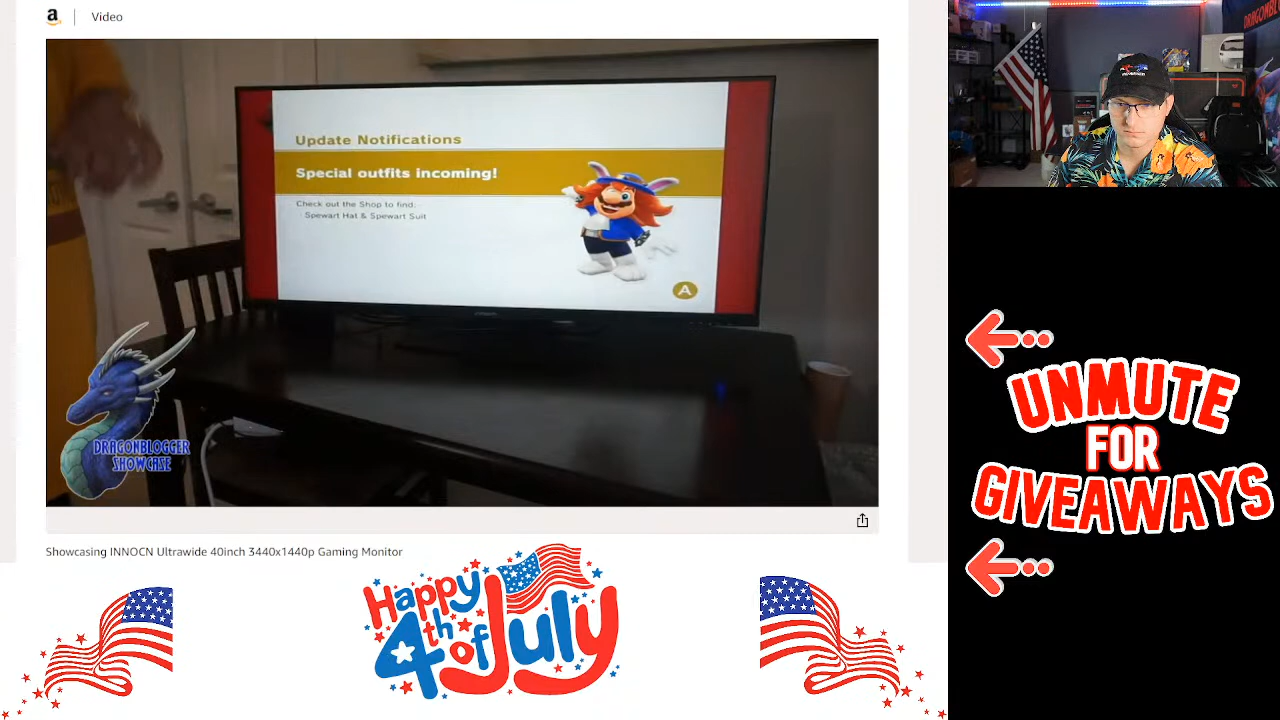 a
Video
Update Notifications
Special outfits incoming!
Check out the Shop to find:
Spewart Hat & Spewart Suit
A
DRAGONBLOGGER
SHOWCASE
Showcasing INNOCN Ultrawide 40inch 3440x1440p Gaming Monitor
Happy
4th
of July
UNMUTE
FOR
GIVEAWAYS